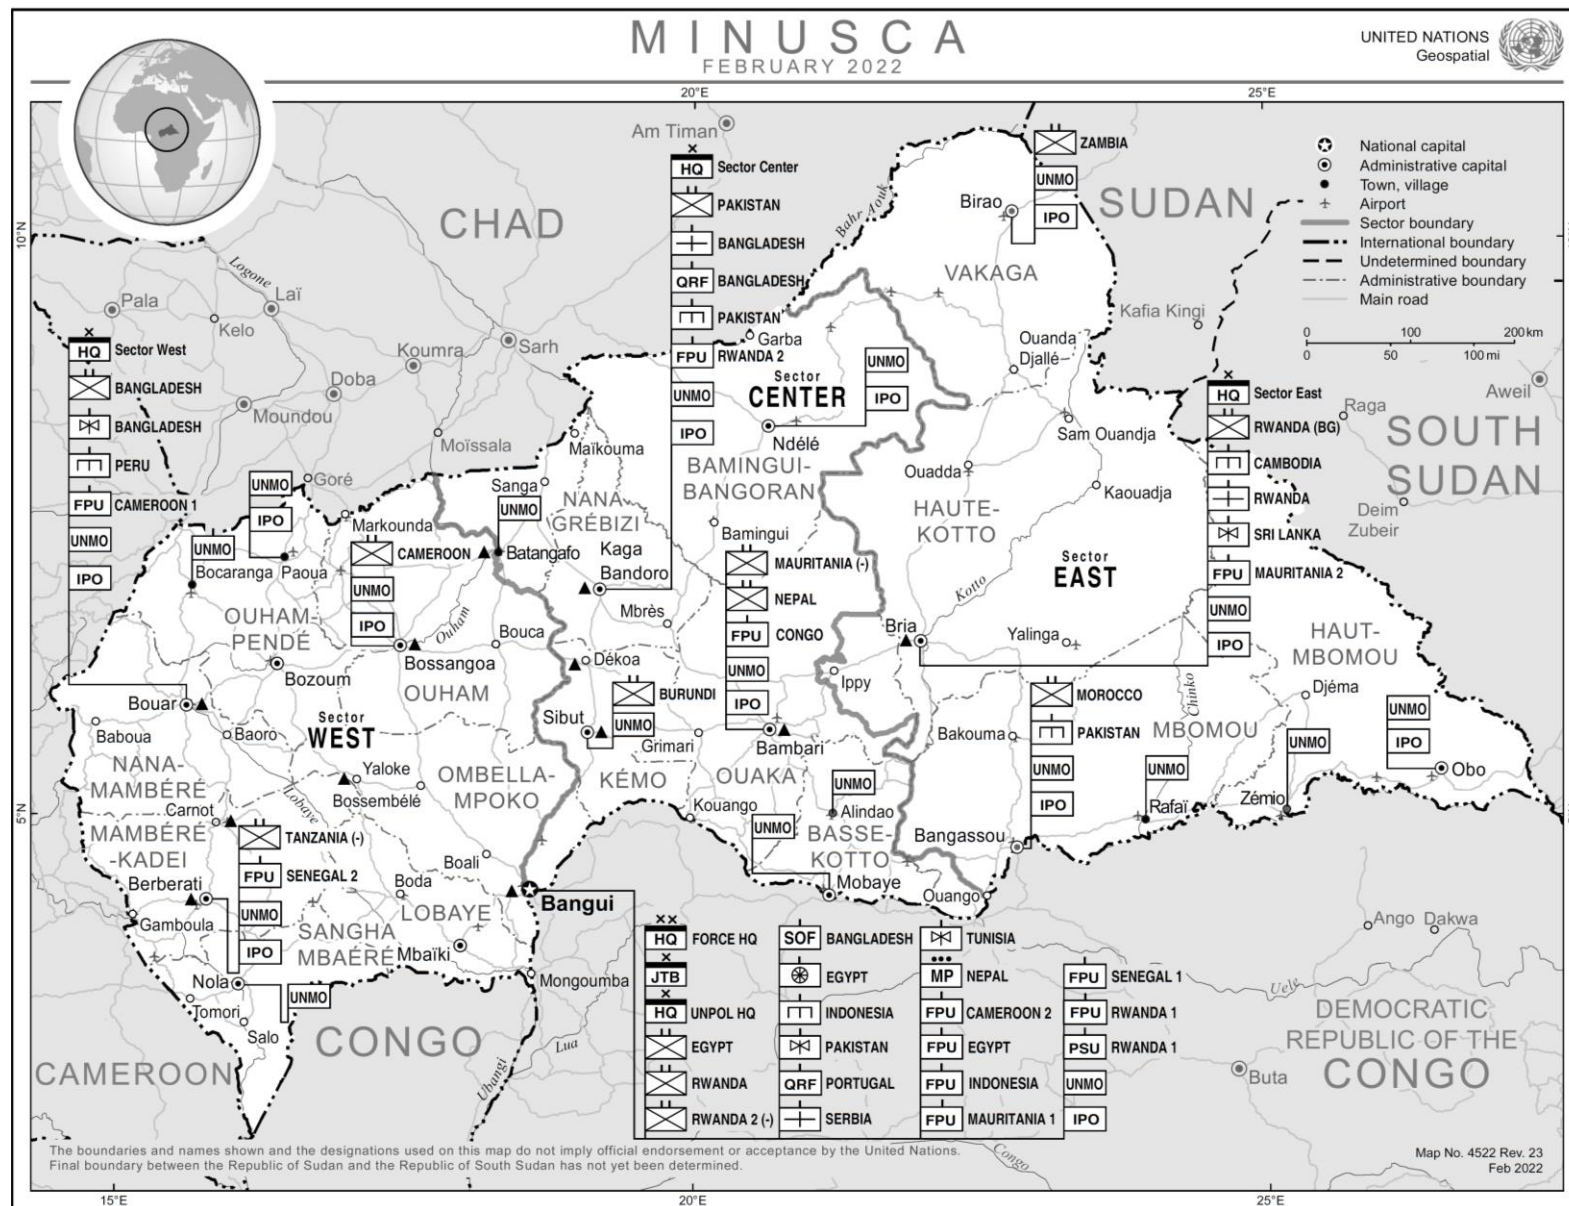 MINUSCA
FEBRUARY 2022
UNITED NATIONS
Geospatial
20°E
25°E
10°N
5°N
15°E
20°E
25°E
National capital
Administrative capital
Town, village
Airport
Sector boundary
International boundary
Undetermined boundary
Administrative boundary
Main road
0 100 200 km
0 50 100 mi
CHAD
SUDAN
SOUTH
SUDAN
CAMEROON
CONGO
DEMOCRATIC
REPUBLIC OF THE
CONGO
Am Timan
Bahr Aouk
Logone
Pala
Laï
Kelo
Koumra
Sarh
Doba
Moundou
Moïssala
Goré
Kafia Kingi
Raga
Aweil
Deim
Zubeir
HQ Sector Center
PAKISTAN
BANGLADESH
QRF BANGLADESH
PAKISTAN
FPU RWANDA 2
UNMO
IPO
ZAMBIA
UNMO
IPO
Birao
VAKAGA
Garba
Ouanda
Djallé
Sector
CENTER
UNMO
IPO
Ndélé
Sam Ouandja
Ouadda
Kaouadja
HAUTE-
KOTTO
BAMINGUI-
BANGORAN
Bamingui
Maïkouma
Sanga
NANA-
GRÉBIZI
Kaga
Bandoro
Mbrès
UNMO
Batangafo
HQ Sector West
BANGLADESH
BANGLADESH
PERU
FPU CAMEROON 1
UNMO
IPO
UNMO
IPO
Markounda
UNMO
Bocaranga
Paoua
CAMEROON
UNMO
IPO
OUHAM-
PENDÉ
Ouham
Bouca
Bossangoa
OUHAM
Bozoum
Bouar
Baboua
Baoro
Sector
WEST
NANA-
MAMBÉRÉ
Yaloke
Bossembélé
Lobaye
OMBELLA-
MPOKO
Carnot
MAMBÉRÉ
-KADEI
TANZANIA (-)
FPU SENEGAL 2
UNMO
IPO
Berberati
Gamboula
Boali
Boda
LOBAYE
SANGHA
MBAÉRÉ
Mbaïki
Bangui
Mongoumba
Nola
UNMO
Tomori
Salo
Ubangi
Lua
Dékoa
BURUNDI
UNMO
Sibut
Grimari
KÉMO
MAURITANIA (-)
NEPAL
FPU CONGO
UNMO
IPO
Bambari
Ippy
OUAKA
Kouango
UNMO
Alindao
BASSE-
KOTTO
UNMO
Mobaye
Sector
EAST
Kotto
Bria
Yalinga
HQ Sector East
RWANDA (BG)
CAMBODIA
RWANDA
SRI LANKA
FPU MAURITANIA 2
UNMO
IPO
HAUT-
MBOMOU
Djéma
Chinko
MOROCCO
PAKISTAN
UNMO
IPO
MBOMOU
Bakouma
Bangassou
Ouango
UNMO
Rafaï
UNMO
Zémio
UNMO
IPO
Obo
HQ FORCE HQ
JTB
HQ UNPOL HQ
EGYPT
RWANDA
RWANDA 2 (-)
SOF BANGLADESH
EGYPT
INDONESIA
PAKISTAN
QRF PORTUGAL
SERBIA
TUNISIA
MP NEPAL
FPU CAMEROON 2
FPU EGYPT
FPU INDONESIA
FPU MAURITANIA 1
FPU SENEGAL 1
FPU RWANDA 1
PSU RWANDA 1
UNMO
IPO
Ango
Dakwa
Uele
Buta
Congo
The boundaries and names shown and the designations used on this map do not imply official endorsement or acceptance by the United Nations.
Final boundary between the Republic of Sudan and the Republic of South Sudan has not yet been determined.
Map No. 4522 Rev. 23
Feb 2022